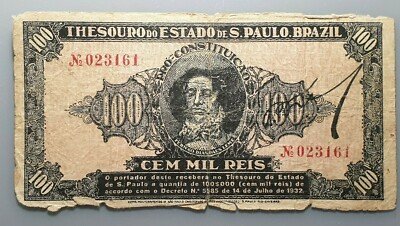 100
THESOURO DO ESTADO DE S. PAULO, BRAZIL
100
No 023161
PRO-CONSTITUIÇÃO
100
100
No 023161
CEM MIL REIS
100
O portador deste receberá no Thesouro do Estado
de S. Paulo a quantia de 100$000 (cem mil reis) de
accordo com o Decreto N.º 5585 de 14 de Julho de 1932.
100